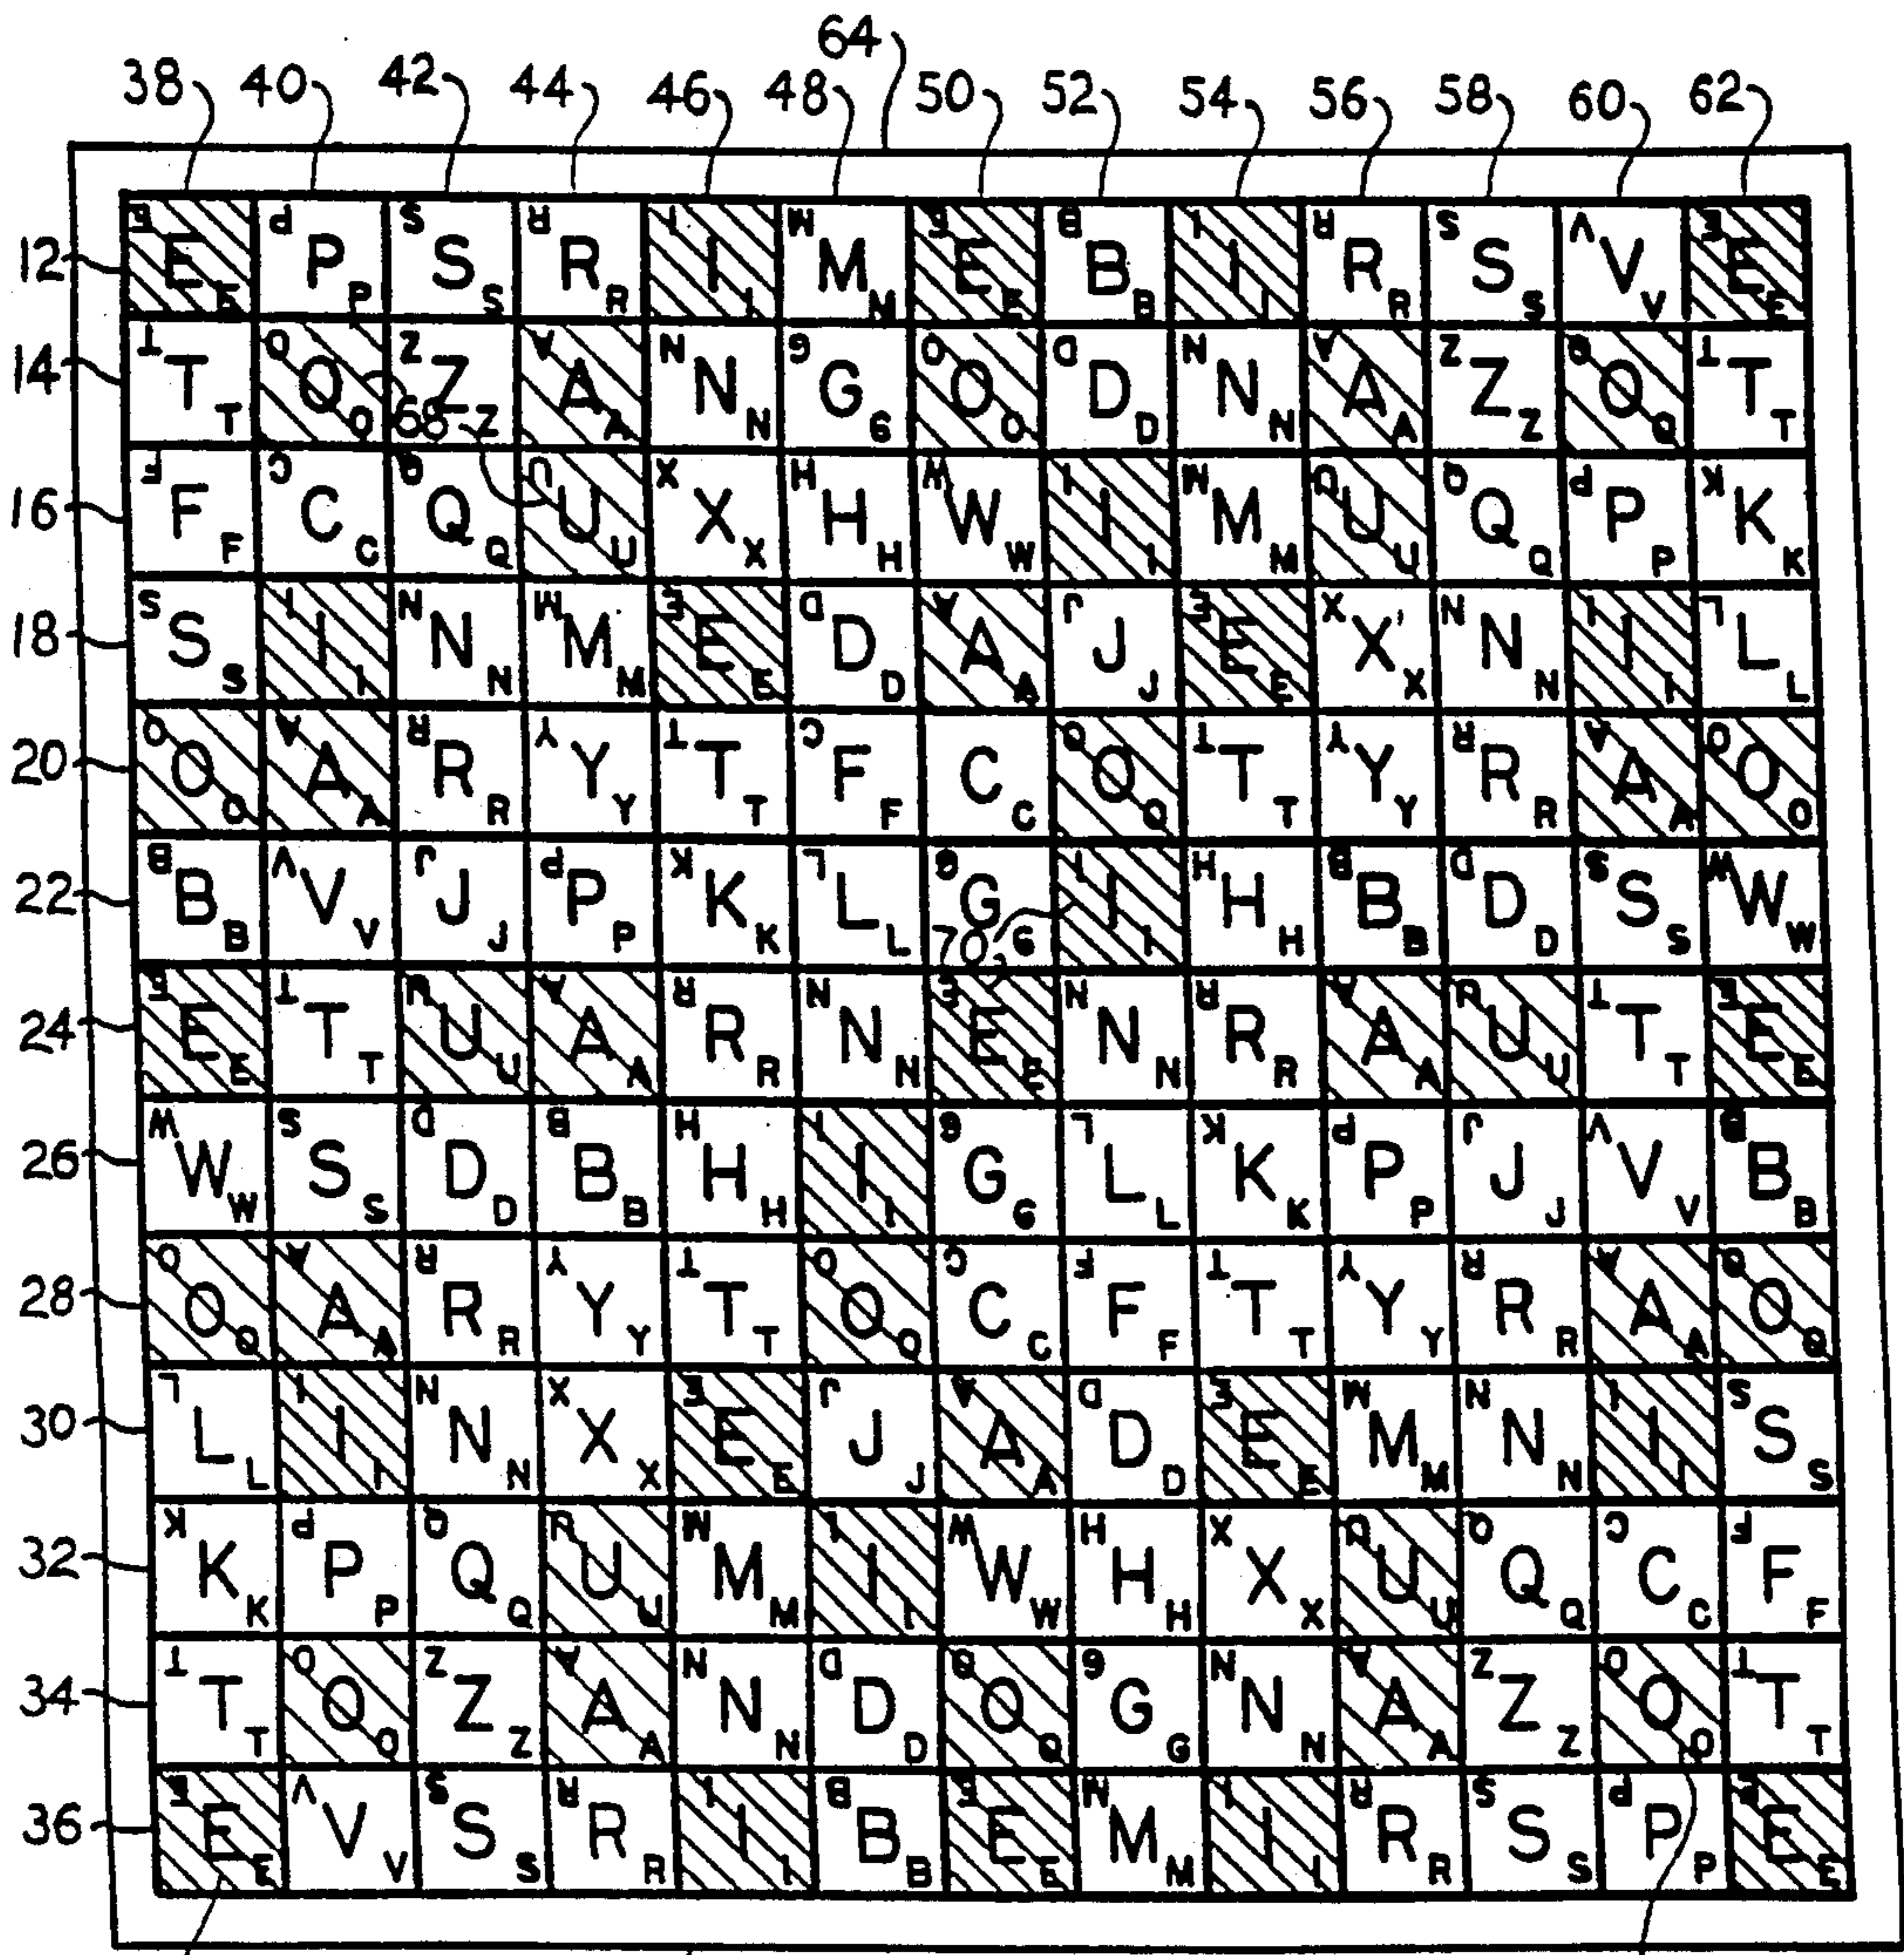 64
38 40 42 44 46 48 50 52 54 56 58 60 62
12 E P S R I M E B I R S V E
14 T O Z A N G O D N A Z O T
68
16 F C Q U X H W I M U Q P K
18 S I N M E D A J E X N I L
20 O A R Y T F C O T Y R A O
22 B V J P K L G I H B D S W
70
24 E T U A R N E N R A U T E
26 W S D B H I G L K P J V B
28 O A R Y T O C F T Y R A O
30 L I N X E J A D E M N I S
32 K P Q U M I W H X U Q C F
34 T O Z A N D O G N A Z O T
36 E V S R I B E M I R S P E